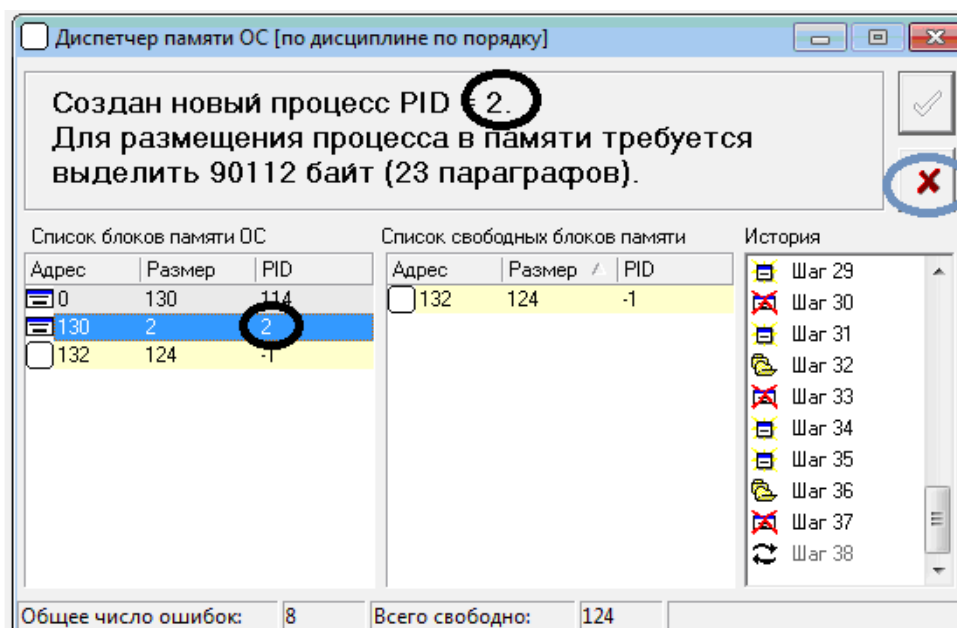 Диспетчер памяти ОС [по дисциплине по порядку]
Создан новый процесс PID = 2.
Для размещения процесса в памяти требуется
выделить 90112 байт (23 параграфов).
Список блоков памяти ОС
Адрес Размер PID
0 130 114
130 2 2
132 124 -1
Список свободных блоков памяти
Адрес Размер PID
132 124 -1
История
Шаг 29
Шаг 30
Шаг 31
Шаг 32
Шаг 33
Шаг 34
Шаг 35
Шаг 36
Шаг 37
Шаг 38
Общее число ошибок: 8 Всего свободно: 124